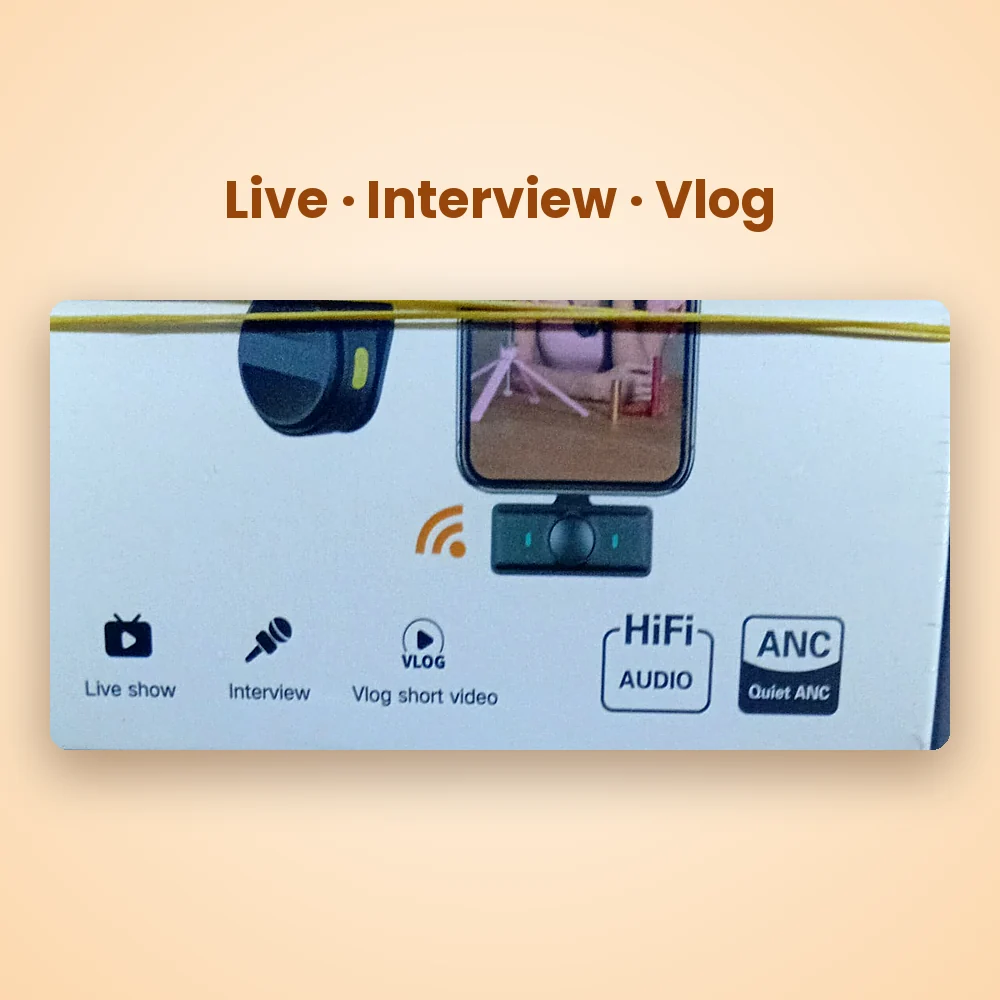 Live · Interview · Vlog
VLOG
Live show
Interview
Vlog short video
HiFi
AUDIO
ANC
Quiet ANC